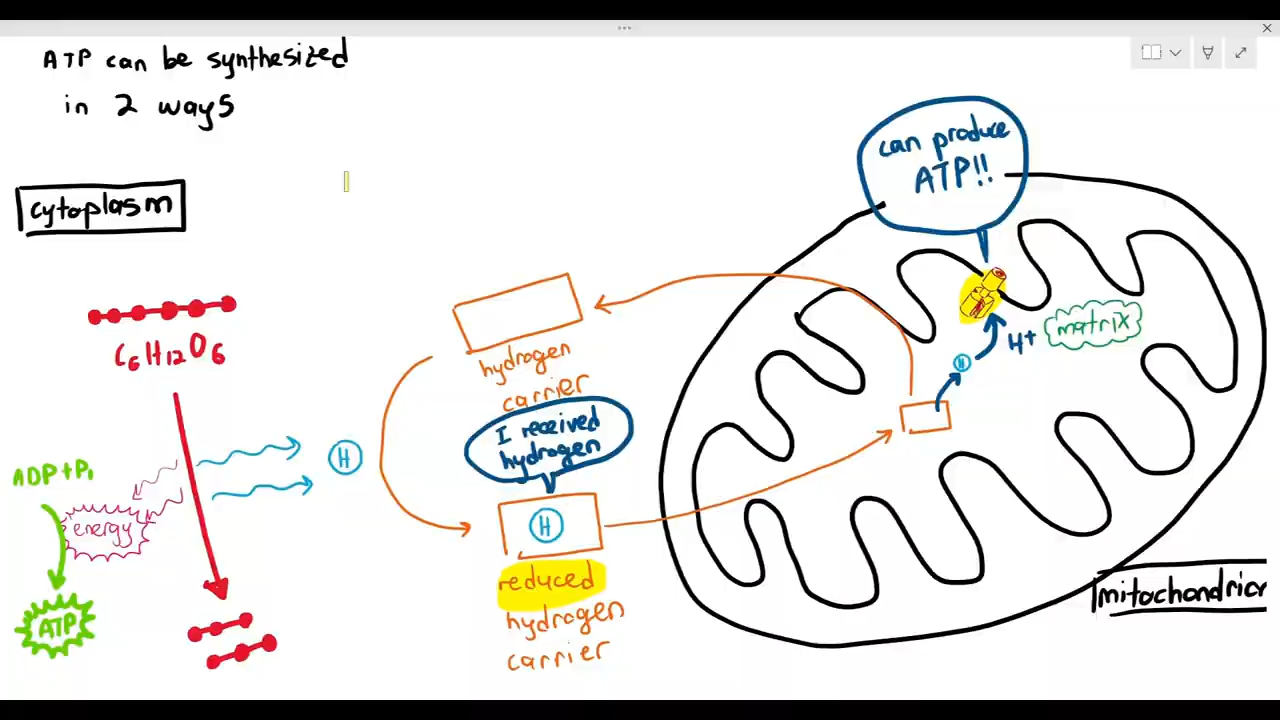 ATP can be synthesized
in 2 ways
cytoplasm
C6H12O6
ADP+Pi
energy
ATP
H
hydrogen
carrier
I received
hydrogen
H
reduced
hydrogen
carrier
can produce
ATP!!
H+
matrix
H
mitochondrion